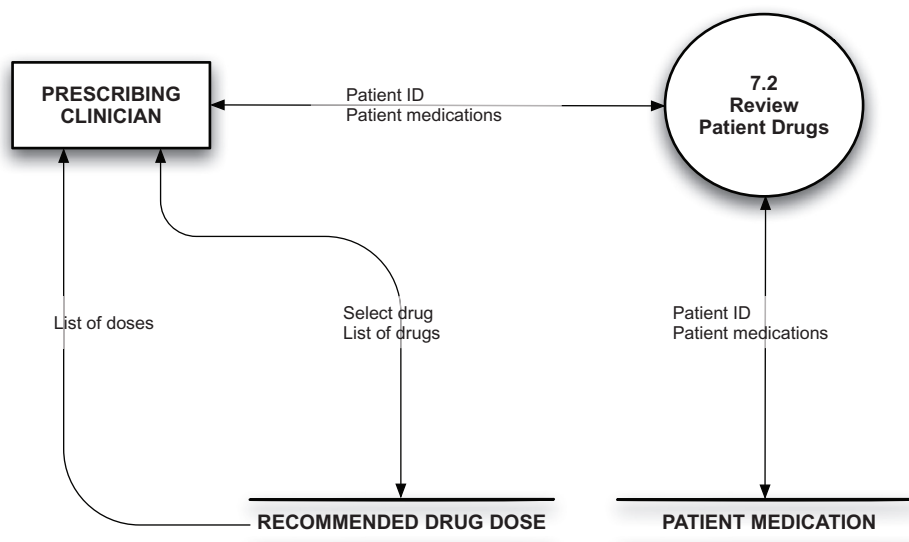 PRESCRIBING
CLINICIAN
Patient ID
Patient medications
7.2
Review
Patient Drugs
List of doses
Select drug
List of drugs
Patient ID
Patient medications
RECOMMENDED DRUG DOSE
PATIENT MEDICATION